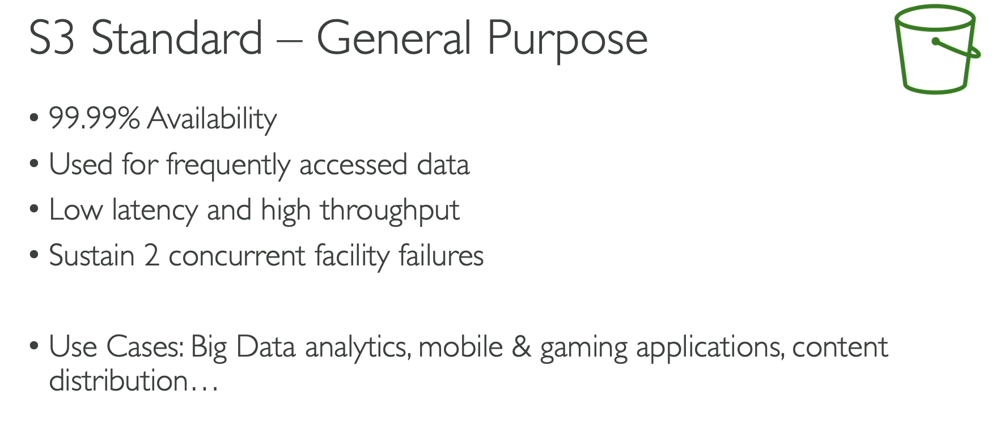 S3 Standard – General Purpose
• 99.99% Availability
• Used for frequently accessed data
• Low latency and high throughput
• Sustain 2 concurrent facility failures
• Use Cases: Big Data analytics, mobile & gaming applications, content
distribution…